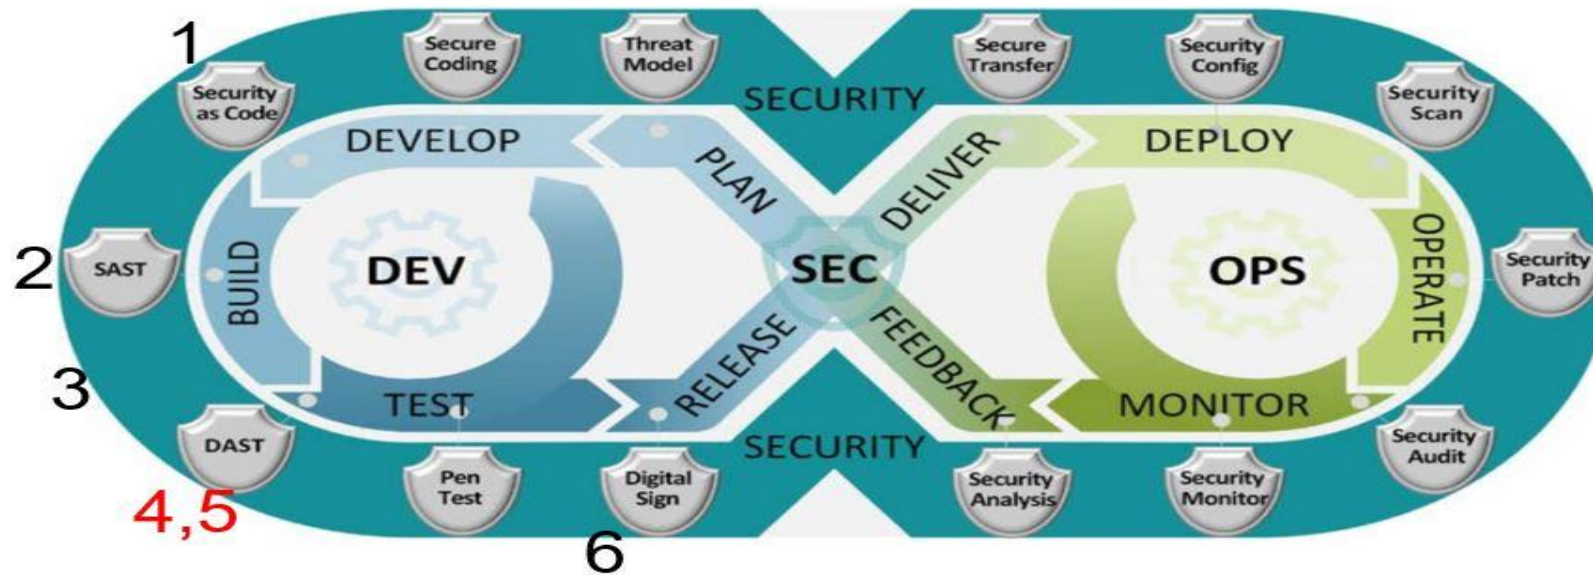 1
Security
as Code
Secure
Coding
Threat
Model
SECURITY
Secure
Transfer
Security
Config
Security
Scan
DEVELOP
PLAN
DELIVER
DEPLOY
2
SAST
BUILD
DEV
SEC
OPS
OPERATE
Security
Patch
3
TEST
RELEASE
FEEDBACK
MONITOR
DAST
4,5
Pen
Test
Digital
Sign
6
SECURITY
Security
Analysis
Security
Monitor
Security
Audit